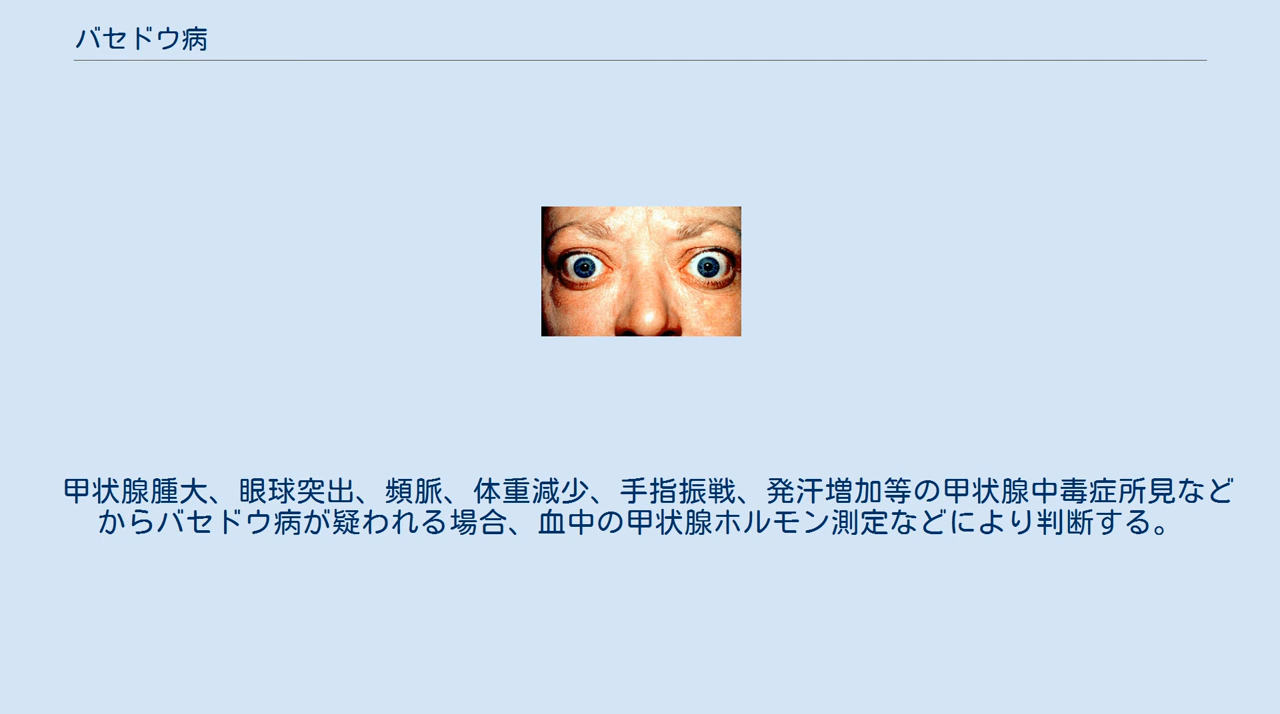 バセドウ病
甲状腺腫大、眼球突出、頻脈、体重減少、手指振戦、発汗増加等の甲状腺中毒症所見など
からバセドウ病が疑われる場合、血中の甲状腺ホルモン測定などにより判断する。